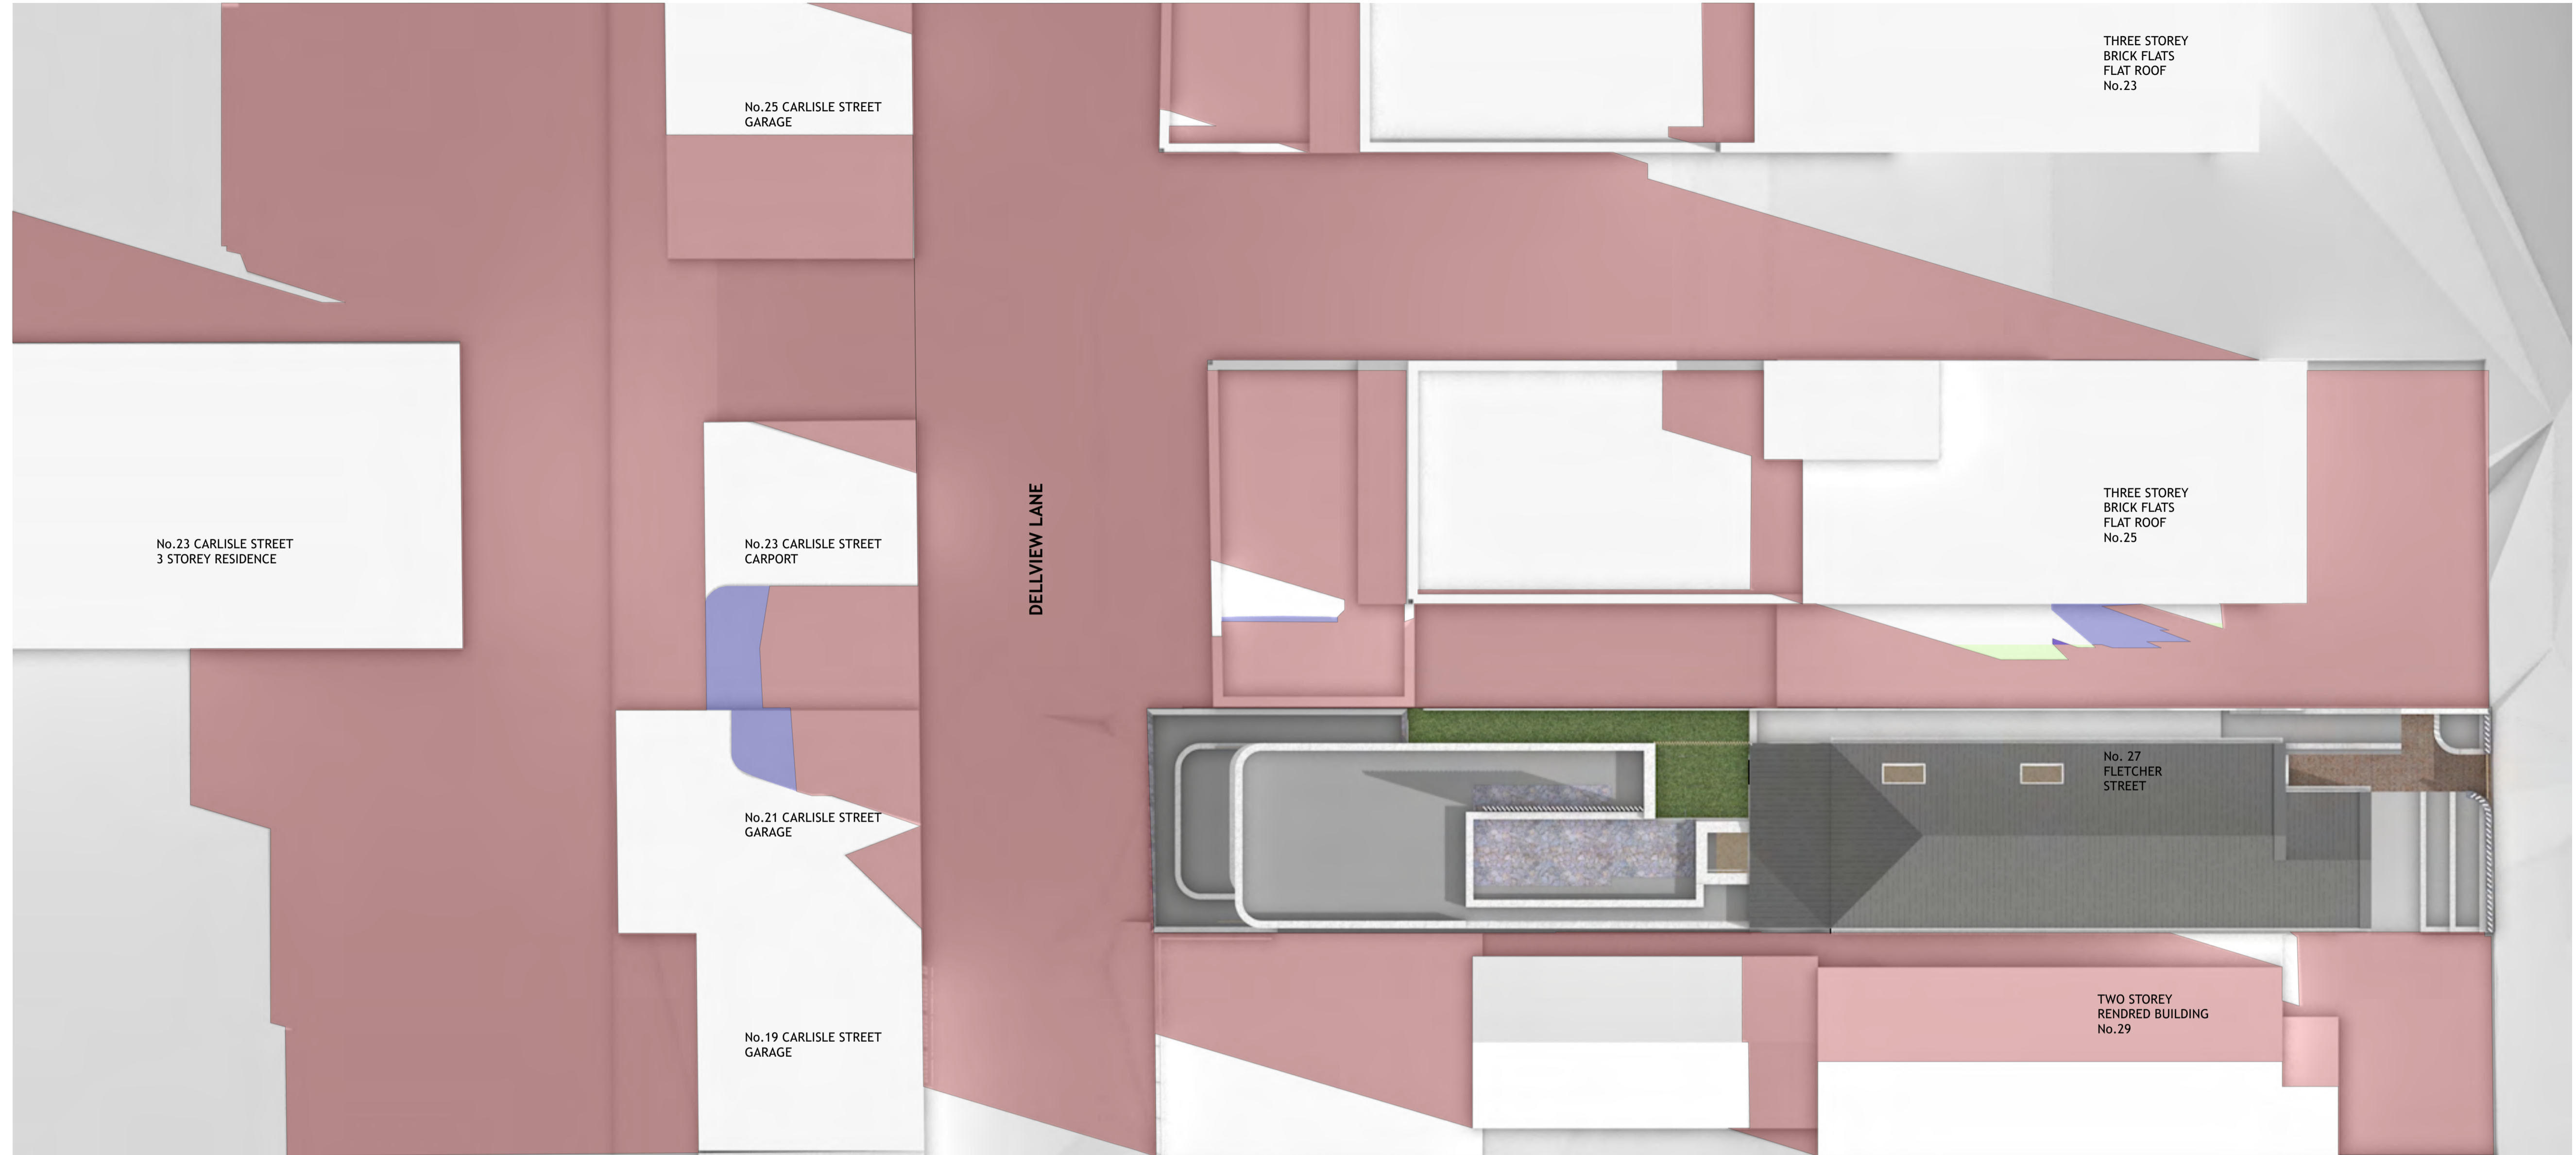 THREE STOREY
BRICK FLATS
FLAT ROOF
No.23
No.25 CARLISLE STREET
GARAGE
No.23 CARLISLE STREET
3 STOREY RESIDENCE
No.23 CARLISLE STREET
CARPORT
DELLVIEW LANE
THREE STOREY
BRICK FLATS
FLAT ROOF
No.25
No. 27
FLETCHER
STREET
No.21 CARLISLE STREET
GARAGE
No.19 CARLISLE STREET
GARAGE
TWO STOREY
RENDRED BUILDING
No.29